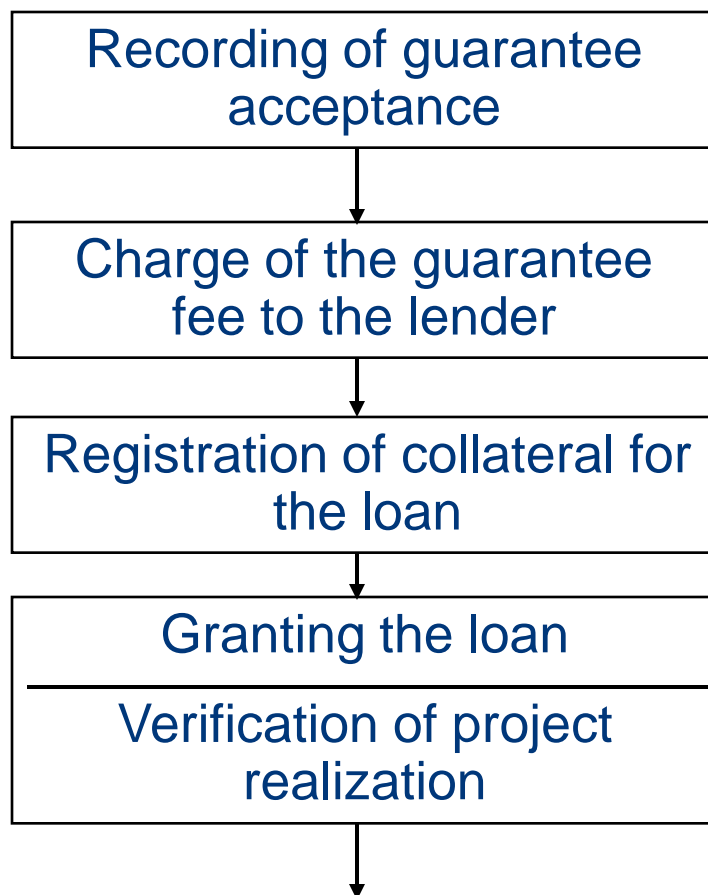 Recording of guarantee
acceptance
Charge of the guarantee
fee to the lender
Registration of collateral for
the loan
Granting the loan
Verification of project
realization